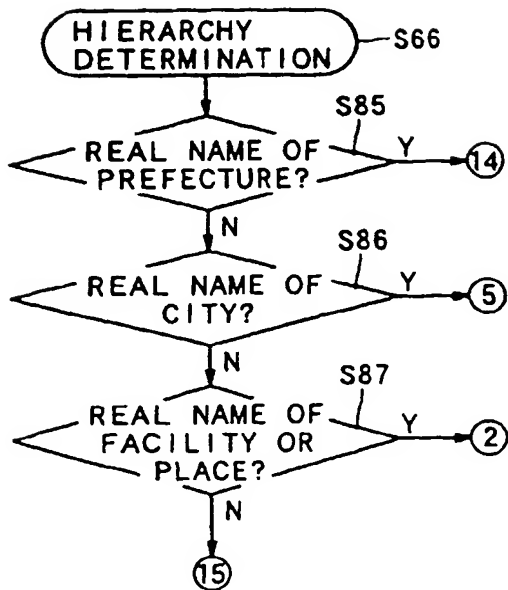 HIERARCHY
DETERMINATION
S66
S85
REAL NAME OF
PREFECTURE?
Y
14
N
S86
REAL NAME OF
CITY?
Y
5
N
S87
REAL NAME OF
FACILITY OR
PLACE?
Y
2
N
15